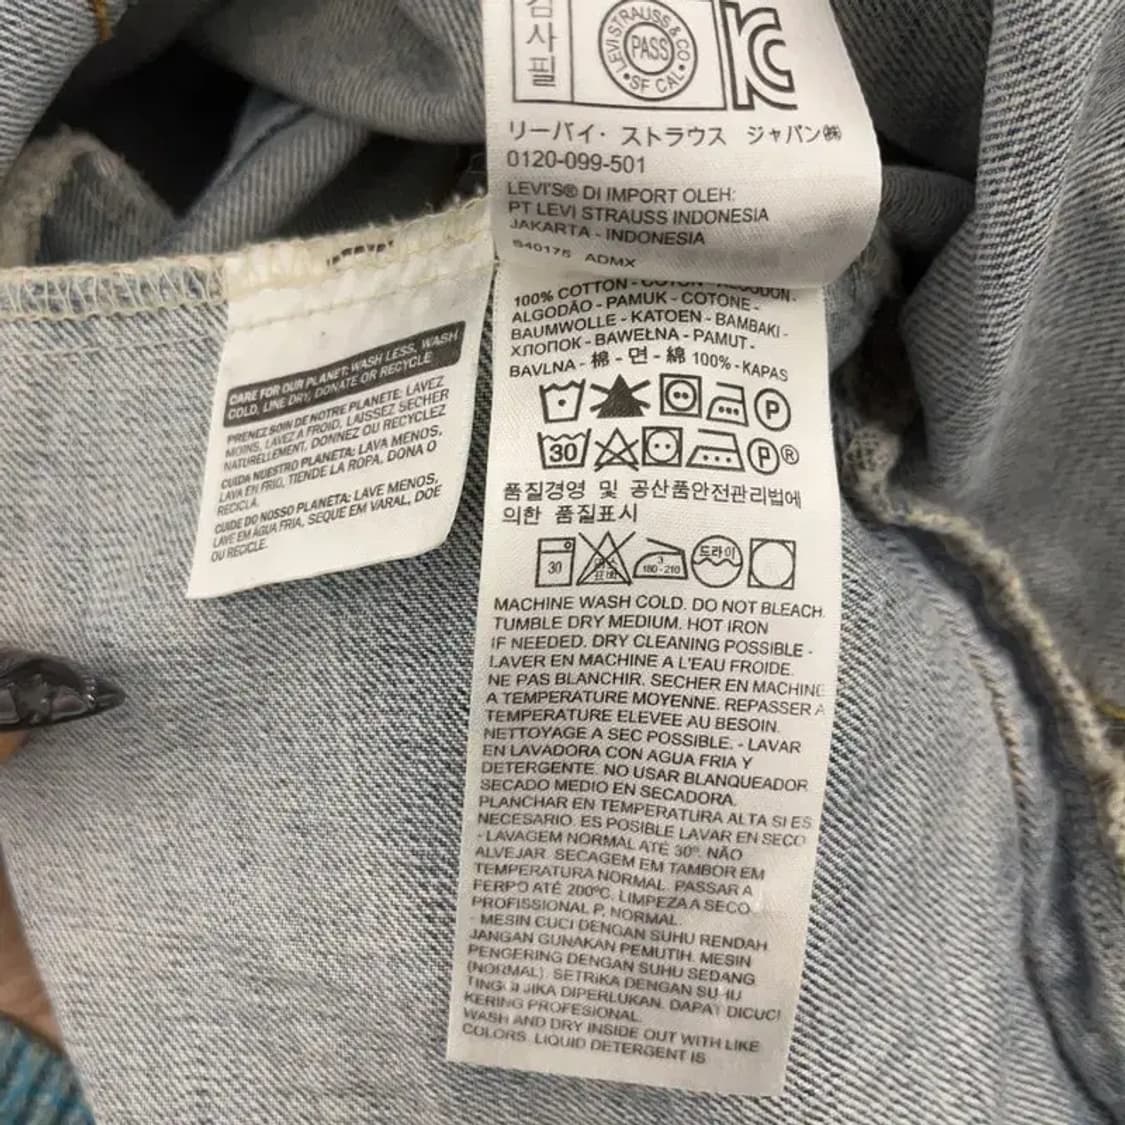 검사필
LEVI STRAUSS & CO
PASS
SF CAL
リーバイ・ストラウス ジャパン㈱
0120-099-501
LEVI'S® DI IMPORT OLEH:
PT LEVI STRAUSS INDONESIA
JAKARTA - INDONESIA
S40175 ADMX
100% COTTON -
ALGODÃO - PAMUK - COTONE -
BAUMWOLLE - KATOEN - BAMBAKI -
ХЛОПОК - BAWEŁNA - PAMUT -
BAVLNA - 棉 - 면 - 綿 100% - KAPAS
P
30 P®
품질경영 및 공산품안전관리법에
의한 품질표시
30 3 180-210 드라이
MACHINE WASH COLD. DO NOT BLEACH.
TUMBLE DRY MEDIUM. HOT IRON
IF NEEDED. DRY CLEANING POSSIBLE -
LAVER EN MACHINE A L'EAU FROIDE.
NE PAS BLANCHIR. SECHER EN MACHINE
A TEMPERATURE MOYENNE. REPASSER A
TEMPERATURE ELEVEE AU BESOIN.
NETTOYAGE A SEC POSSIBLE. - LAVAR
EN LAVADORA CON AGUA FRIA Y
DETERGENTE. NO USAR BLANQUEADOR
SECADO MEDIO EN SECADORA.
PLANCHAR EN TEMPERATURA ALTA SI ES
NECESARIO. ES POSIBLE LAVAR EN SECO
- LAVAGEM NORMAL ATÉ 30º. NÃO
ALVEJAR. SECAGEM EM TAMBOR EM
TEMPERATURA NORMAL. PASSAR A
FERRO ATÉ 200ºC. LIMPEZA A SECO
PROFISSIONAL P, NORMAL.
- MESIN CUCI DENGAN SUHU RENDAH
JANGAN GUNAKAN PEMUTIH. MESIN
PENGERING DENGAN SUHU SEDANG
(NORMAL). SETRIKA DENGAN SUHU
TINGGI JIKA DIPERLUKAN. DAPAT DICUCI
KERING PROFESIONAL.
WASH AND DRY INSIDE OUT WITH LIKE
COLORS. LIQUID DETERGENT IS
CARE FOR OUR PLANET: WASH LESS, WASH
COLD, LINE DRY, DONATE OR RECYCLE
PRENEZ SOIN DE NOTRE PLANETE: LAVEZ
MOINS, LAVEZ A FROID, LAISSEZ SECHER
NATURELLEMENT, DONNEZ OU RECYCLEZ
CUIDA NUESTRO PLANETA: LAVA MENOS,
LAVA EN FRIO, TIENDE LA ROPA, DONA O
RECICLA.
CUIDE DO NOSSO PLANETA: LAVE MENOS,
LAVE EM ÁGUA FRIA, SEQUE EM VARAL, DOE
OU RECICLE.